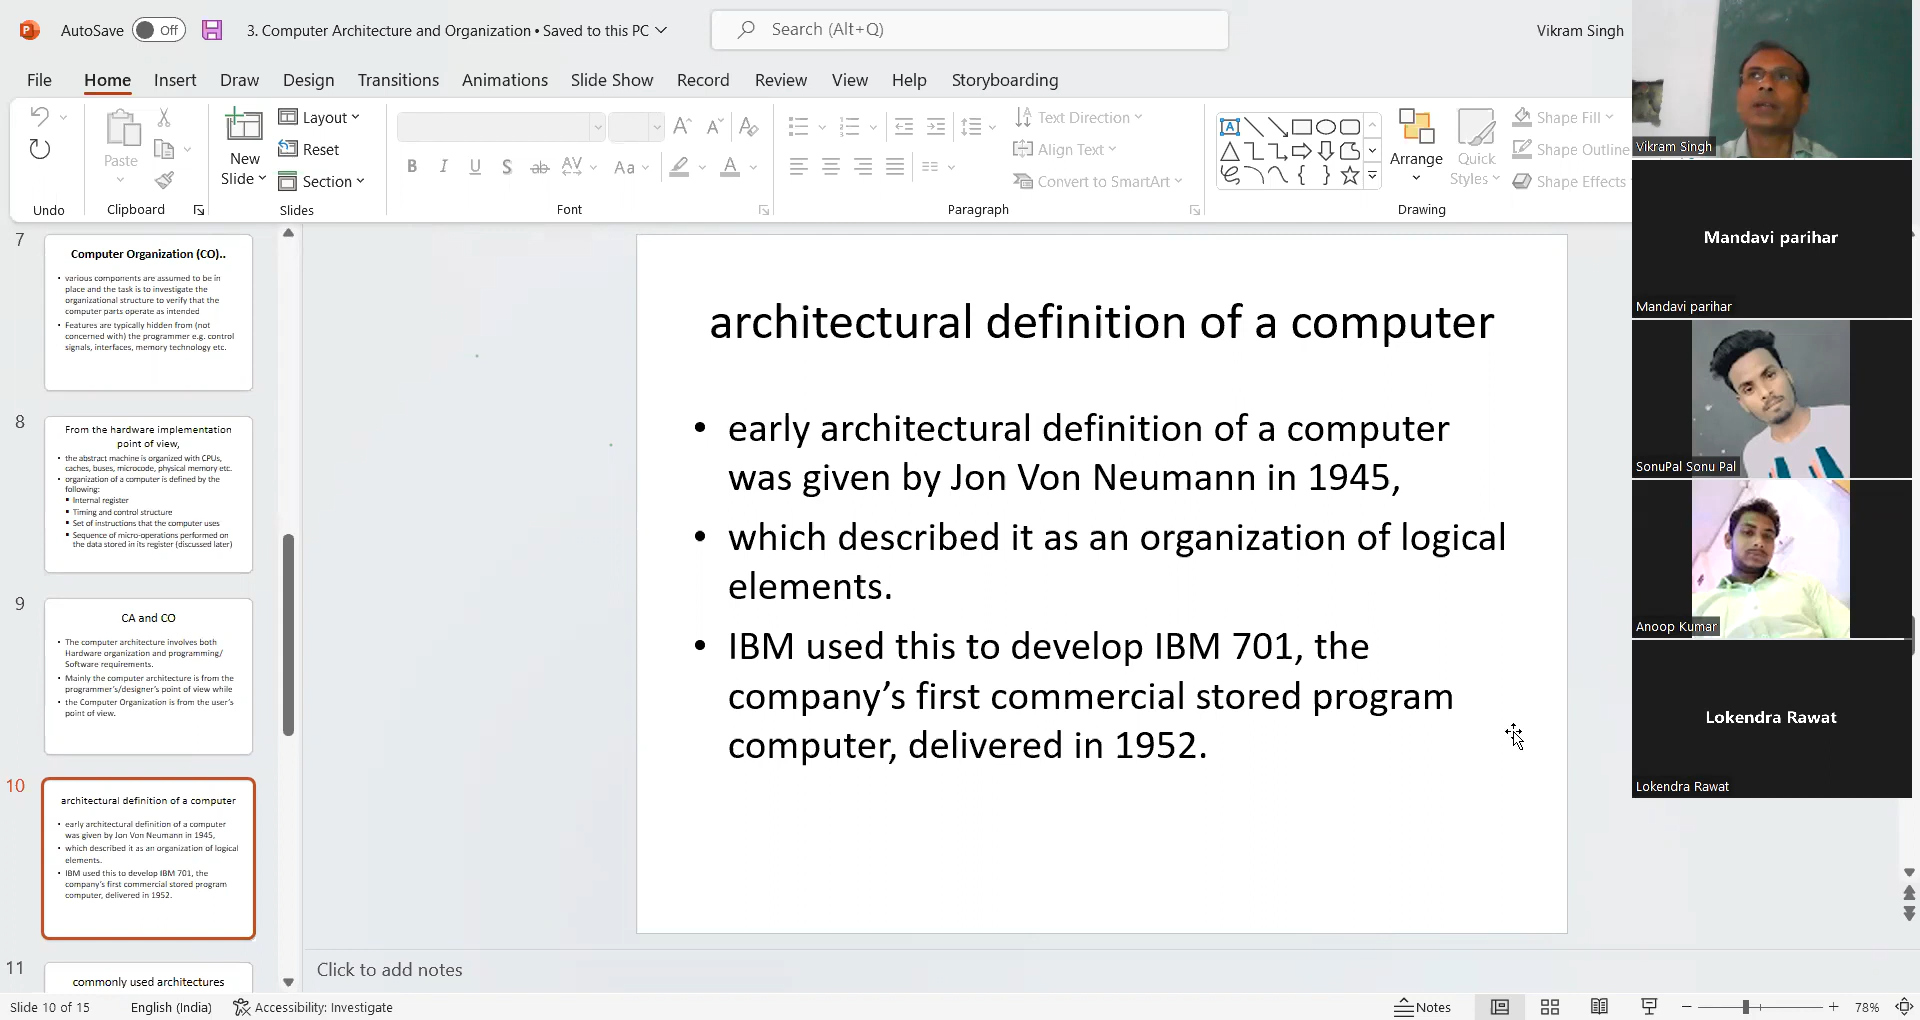 AutoSave Off 3. Computer Architecture and Organization • Saved to this PC Search (Alt+Q) Vikram Singh
File Home Insert Draw Design Transitions Animations Slide Show Record Review View Help Storyboarding
Paste
New Slide
Layout
Reset
Section
B I U S ab AV Aa A
Text Direction
Align Text
Convert to SmartArt
Arrange
Quick Styles
Shape Fill
Shape Outline
Shape Effects
Undo Clipboard Slides Font Paragraph Drawing
7
Computer Organization (CO)..
• various components are assumed to be in
place and the task is to investigate the
organizational structure to verify that the
computer parts operate as intended
• Features are typically hidden from (not
concerned with) the programmer e.g. control
signals, interfaces, memory technology etc.
8
From the hardware implementation
point of view,
• the abstract machine is organized with CPUs,
caches, buses, microcode, physical memory etc.
• organization of a computer is defined by the
following:
▪ Internal register
▪ Timing and control structure
▪ Set of instructions that the computer uses
▪ Sequence of micro-operations performed on
the data stored in its register (discussed later)
9
CA and CO
• The computer architecture involves both
Hardware organization and programming/
Software requirements.
• Mainly the computer architecture is from the
programmer's/designer's point of view while
• the Computer Organization is from the user's
point of view.
10
architectural definition of a computer
• early architectural definition of a computer
was given by Jon Von Neumann in 1945,
• which described it as an organization of logical
elements.
• IBM used this to develop IBM 701, the
company's first commercial stored program
computer, delivered in 1952.
11
commonly used architectures
architectural definition of a computer
• early architectural definition of a computer
was given by Jon Von Neumann in 1945,
• which described it as an organization of logical
elements.
• IBM used this to develop IBM 701, the
company’s first commercial stored program
computer, delivered in 1952.
Click to add notes
Vikram Singh
Mandavi parihar
Mandavi parihar
SonuPal Sonu Pal
Anoop Kumar
Lokendra Rawat
Lokendra Rawat
Slide 10 of 15 English (India) Accessibility: Investigate Notes 78%